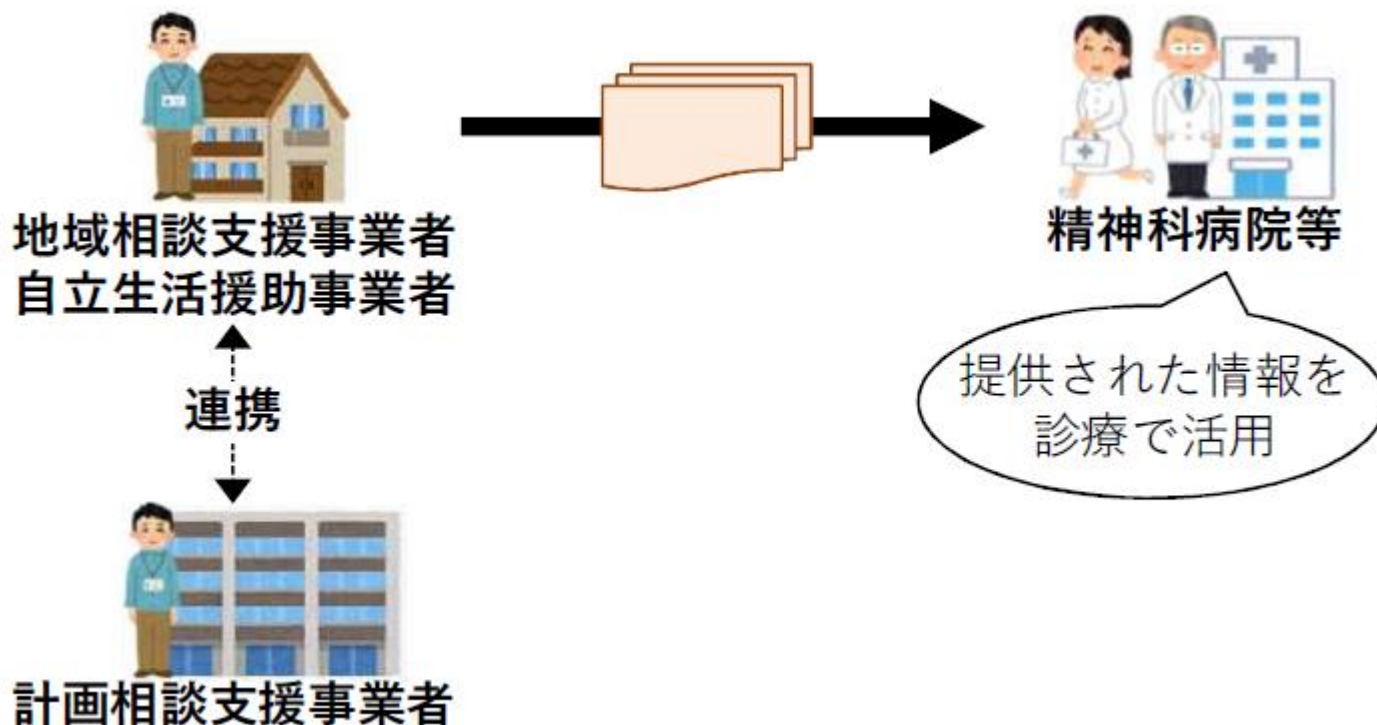 地域相談支援事業者
自立生活援助事業者
連携
計画相談支援事業者
精神科病院等
提供された情報を
診療で活用